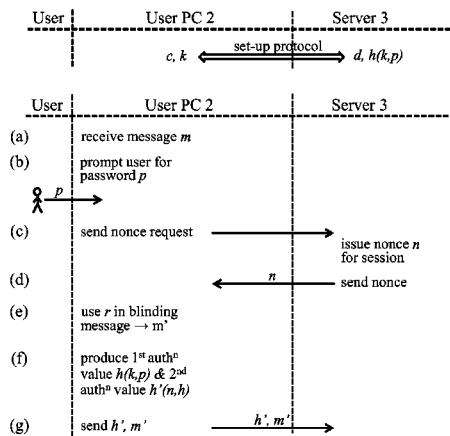 User User PC 2 Server 3
set-up protocol
c, k d, h(k,p)
User User PC 2 Server 3
(a) receive message m
(b) prompt user for
password p
p
(c) send nonce request
issue nonce n
for session
(d) n send nonce
(e) use r in blinding
message → m’
(f) produce 1st authn
value h(k,p) & 2nd
authn value h’(n,h)
(g) send h’, m’ h’, m’